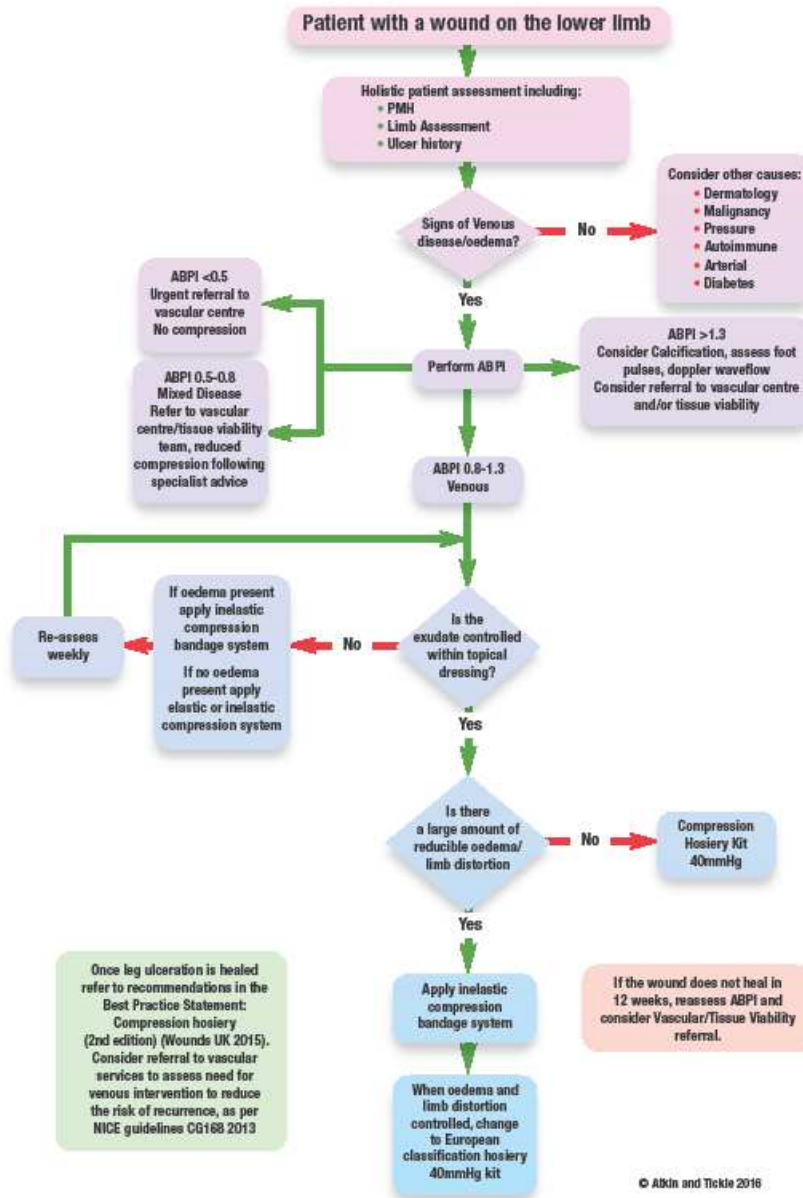 Patient with a wound on the lower limb
Holistic patient assessment including:
• PMH
• Limb Assessment
• Ulcer history
Signs of Venous
disease/oedema?
No
Consider other causes:
• Dermatology
• Malignancy
• Pressure
• Autoimmune
• Arterial
• Diabetes
Yes
ABPI <0.5
Urgent referral to
vascular centre
No compression
Perform ABPI
ABPI >1.3
Consider Calcification, assess foot
pulses, doppler waveflow
Consider referral to vascular centre
and/or tissue viability
ABPI 0.5-0.8
Mixed Disease
Refer to vascular
centre/tissue viability
team, reduced
compression following
specialist advice
ABPI 0.8-1.3
Venous
Is the
exudate controlled
within topical
dressing?
No
If oedema present
apply inelastic
compression
bandage system
If no oedema
present apply
elastic or inelastic
compression system
Re-assess
weekly
Yes
Is there
a large amount of
reducible oedema/
limb distortion
No
Compression
Hosiery Kit
40mmHg
Yes
Once leg ulceration is healed
refer to recommendations in the
Best Practice Statement:
Compression hosiery
(2nd edition) (Wounds UK 2015).
Consider referral to vascular
services to assess need for
venous intervention to reduce
the risk of recurrence, as per
NICE guidelines CG168 2013
Apply inelastic
compression
bandage system
If the wound does not heal in
12 weeks, reassess ABPI and
consider Vascular/Tissue Viability
referral.
When oedema and
limb distortion
controlled, change
to European
classification hosiery
40mmHg kit
© Atkin and Tickle 2016